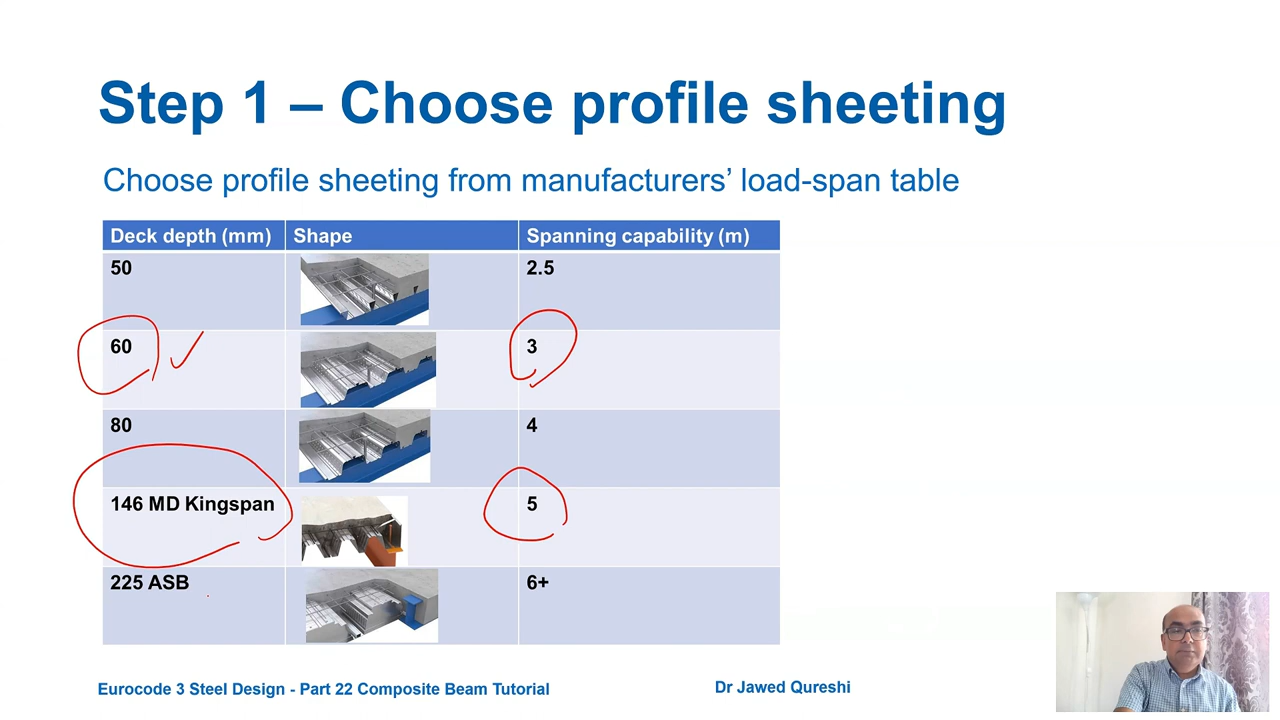 Step 1 – Choose profile sheeting
Choose profile sheeting from manufacturers’ load-span table
Deck depth (mm) Shape Spanning capability (m)
50 2.5
60 3
80 4
146 MD Kingspan 5
225 ASB 6+
Eurocode 3 Steel Design - Part 22 Composite Beam Tutorial Dr Jawed Qureshi